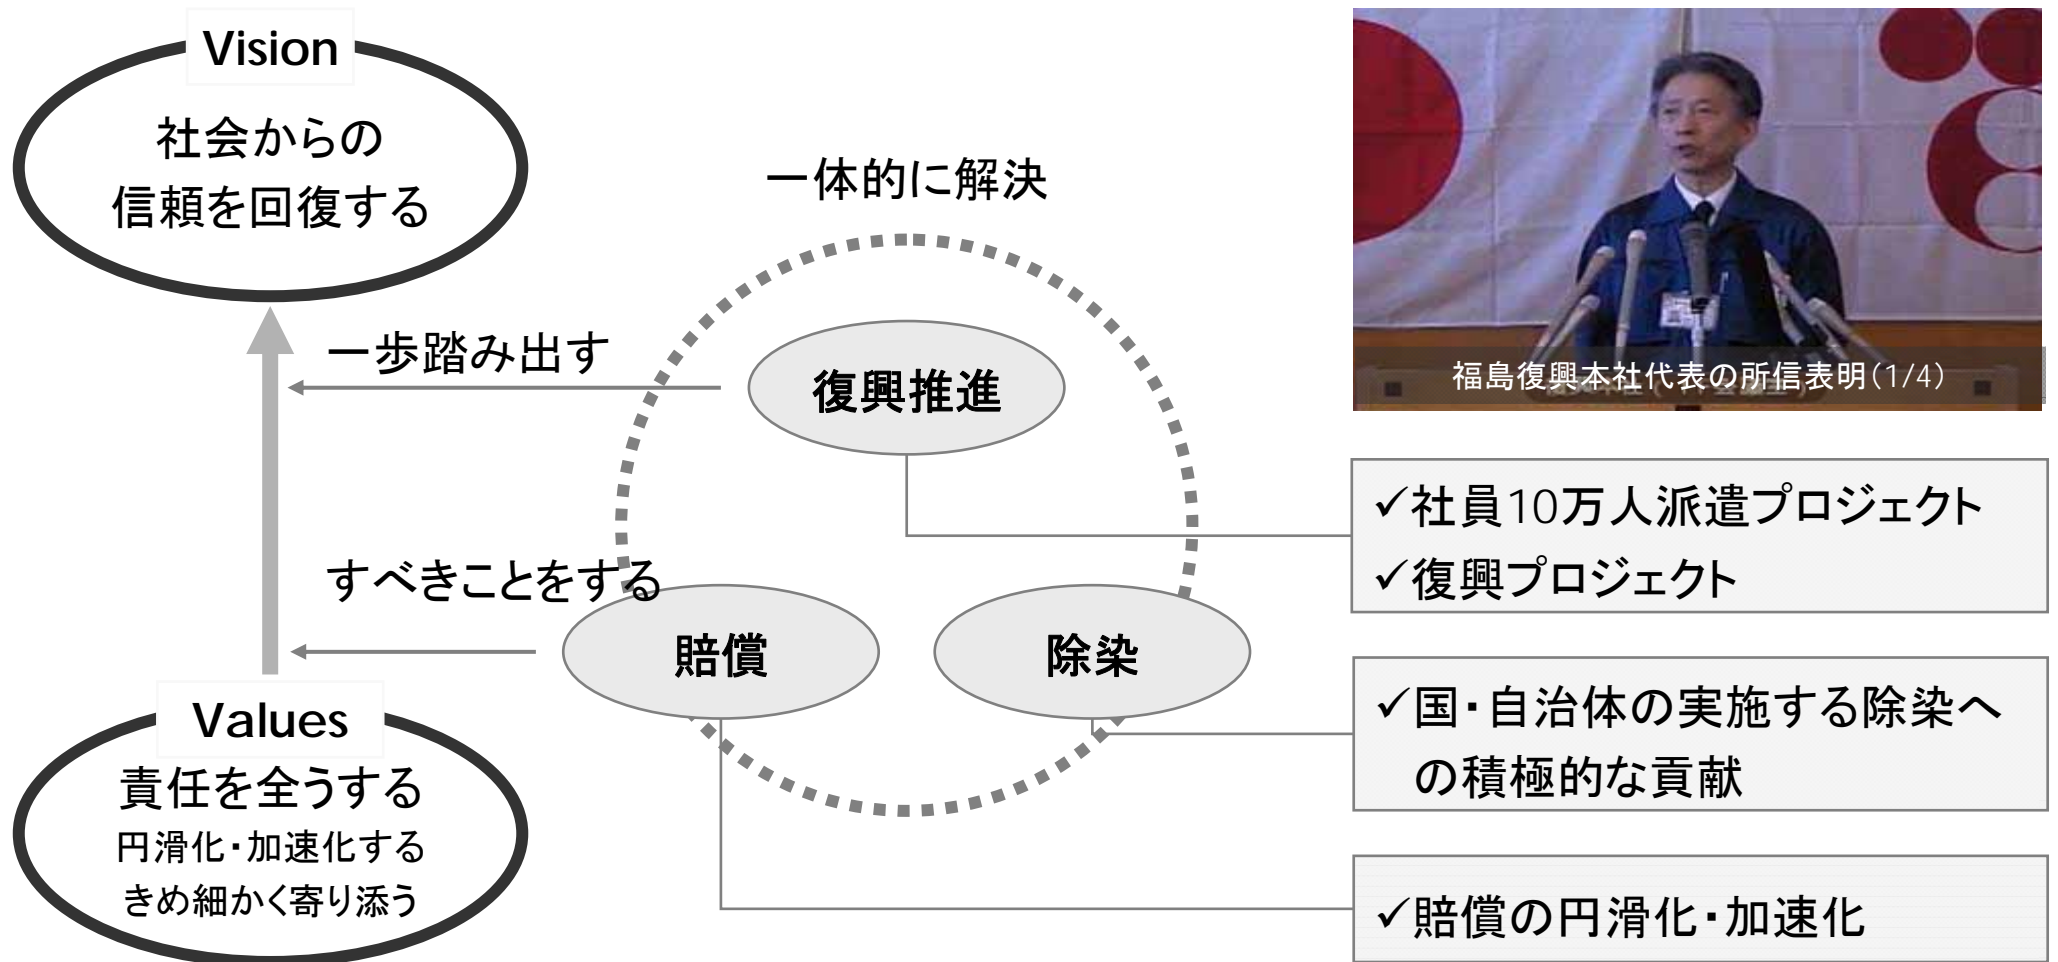 Vision
社会からの
信頼を回復する
一体的に解決
一歩踏み出す
復興推進
福島復興本社代表の所信表明(1/4)
✓社員10万人派遣プロジェクト
✓復興プロジェクト
すべきことをする
賠償
除染
✓国・自治体の実施する除染へ
の積極的な貢献
Values
責任を全うする
円滑化・加速化する
きめ細かく寄り添う
✓賠償の円滑化・加速化